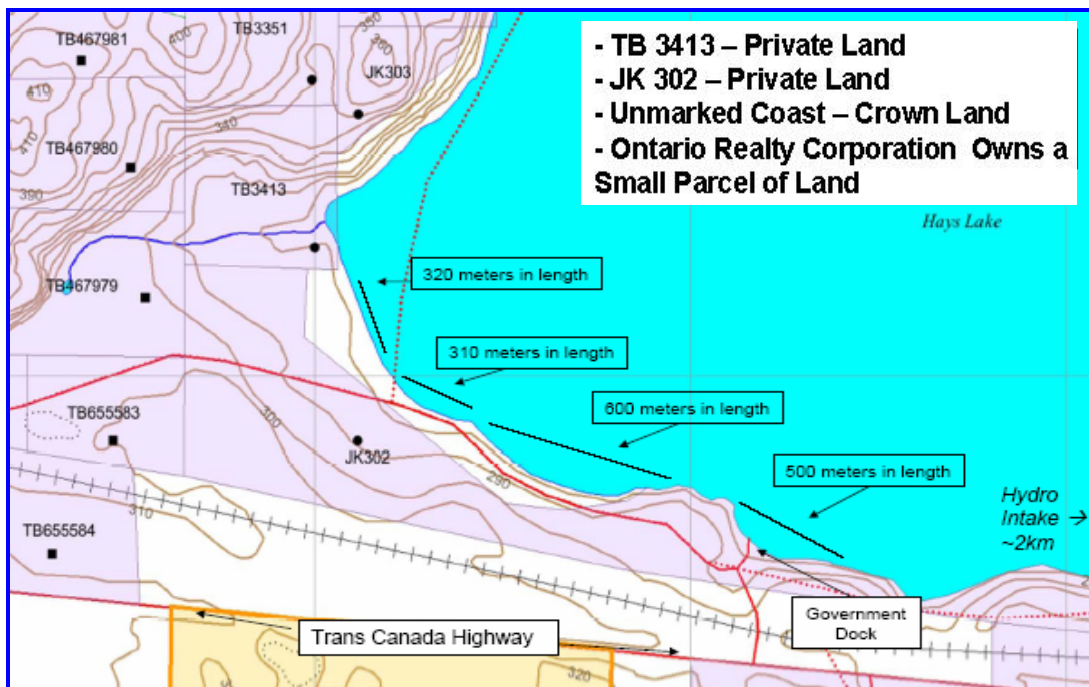 - TB 3413 – Private Land
- JK 302 – Private Land
- Unmarked Coast – Crown Land
- Ontario Realty Corporation Owns a
Small Parcel of Land
TB467981
TB3351
400
350
360
JK303
410
410
340
TB467980
390
TB3413
Hays Lake
TB467979
320 meters in length
310 meters in length
600 meters in length
TB655583
300
JK302
290
500 meters in length
Hydro
Intake →
~2km
310
TB655584
Government
Dock
Trans Canada Highway
320